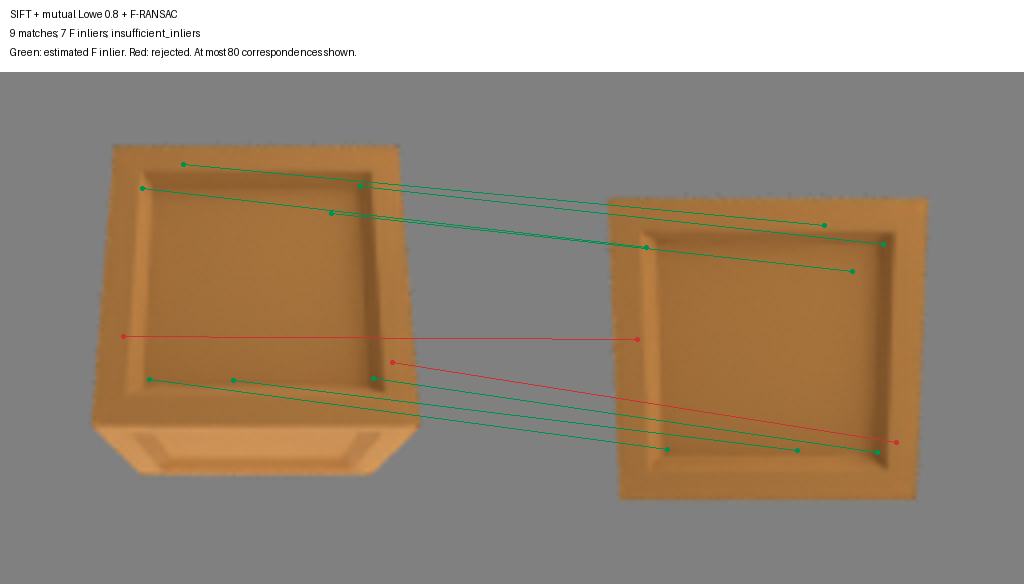 SIFT + mutual Lowe 0.8 + F-RANSAC
9 matches; 7 F inliers; insufficient_inliers
Green: estimated F inlier. Red: rejected. At most 80 correspondences shown.